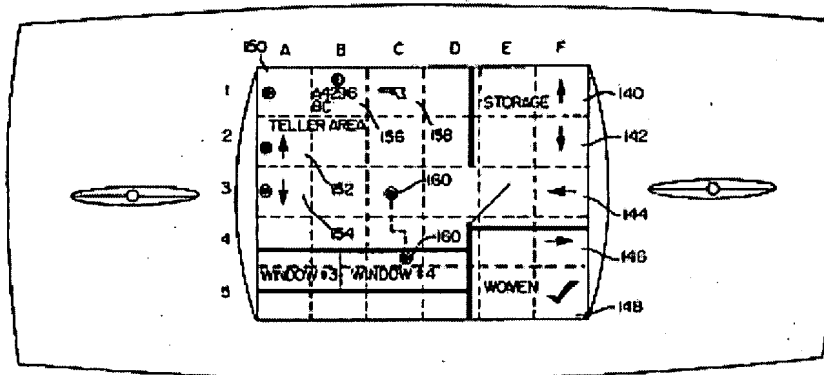 150 A B C D E F
1 A4296 STORAGE 140
BC
2 TELLER AREA 156 158 142
3 152 160 144
4 154 160 146
WINDOW #3 WINDOW #4
5 WOMEN 148